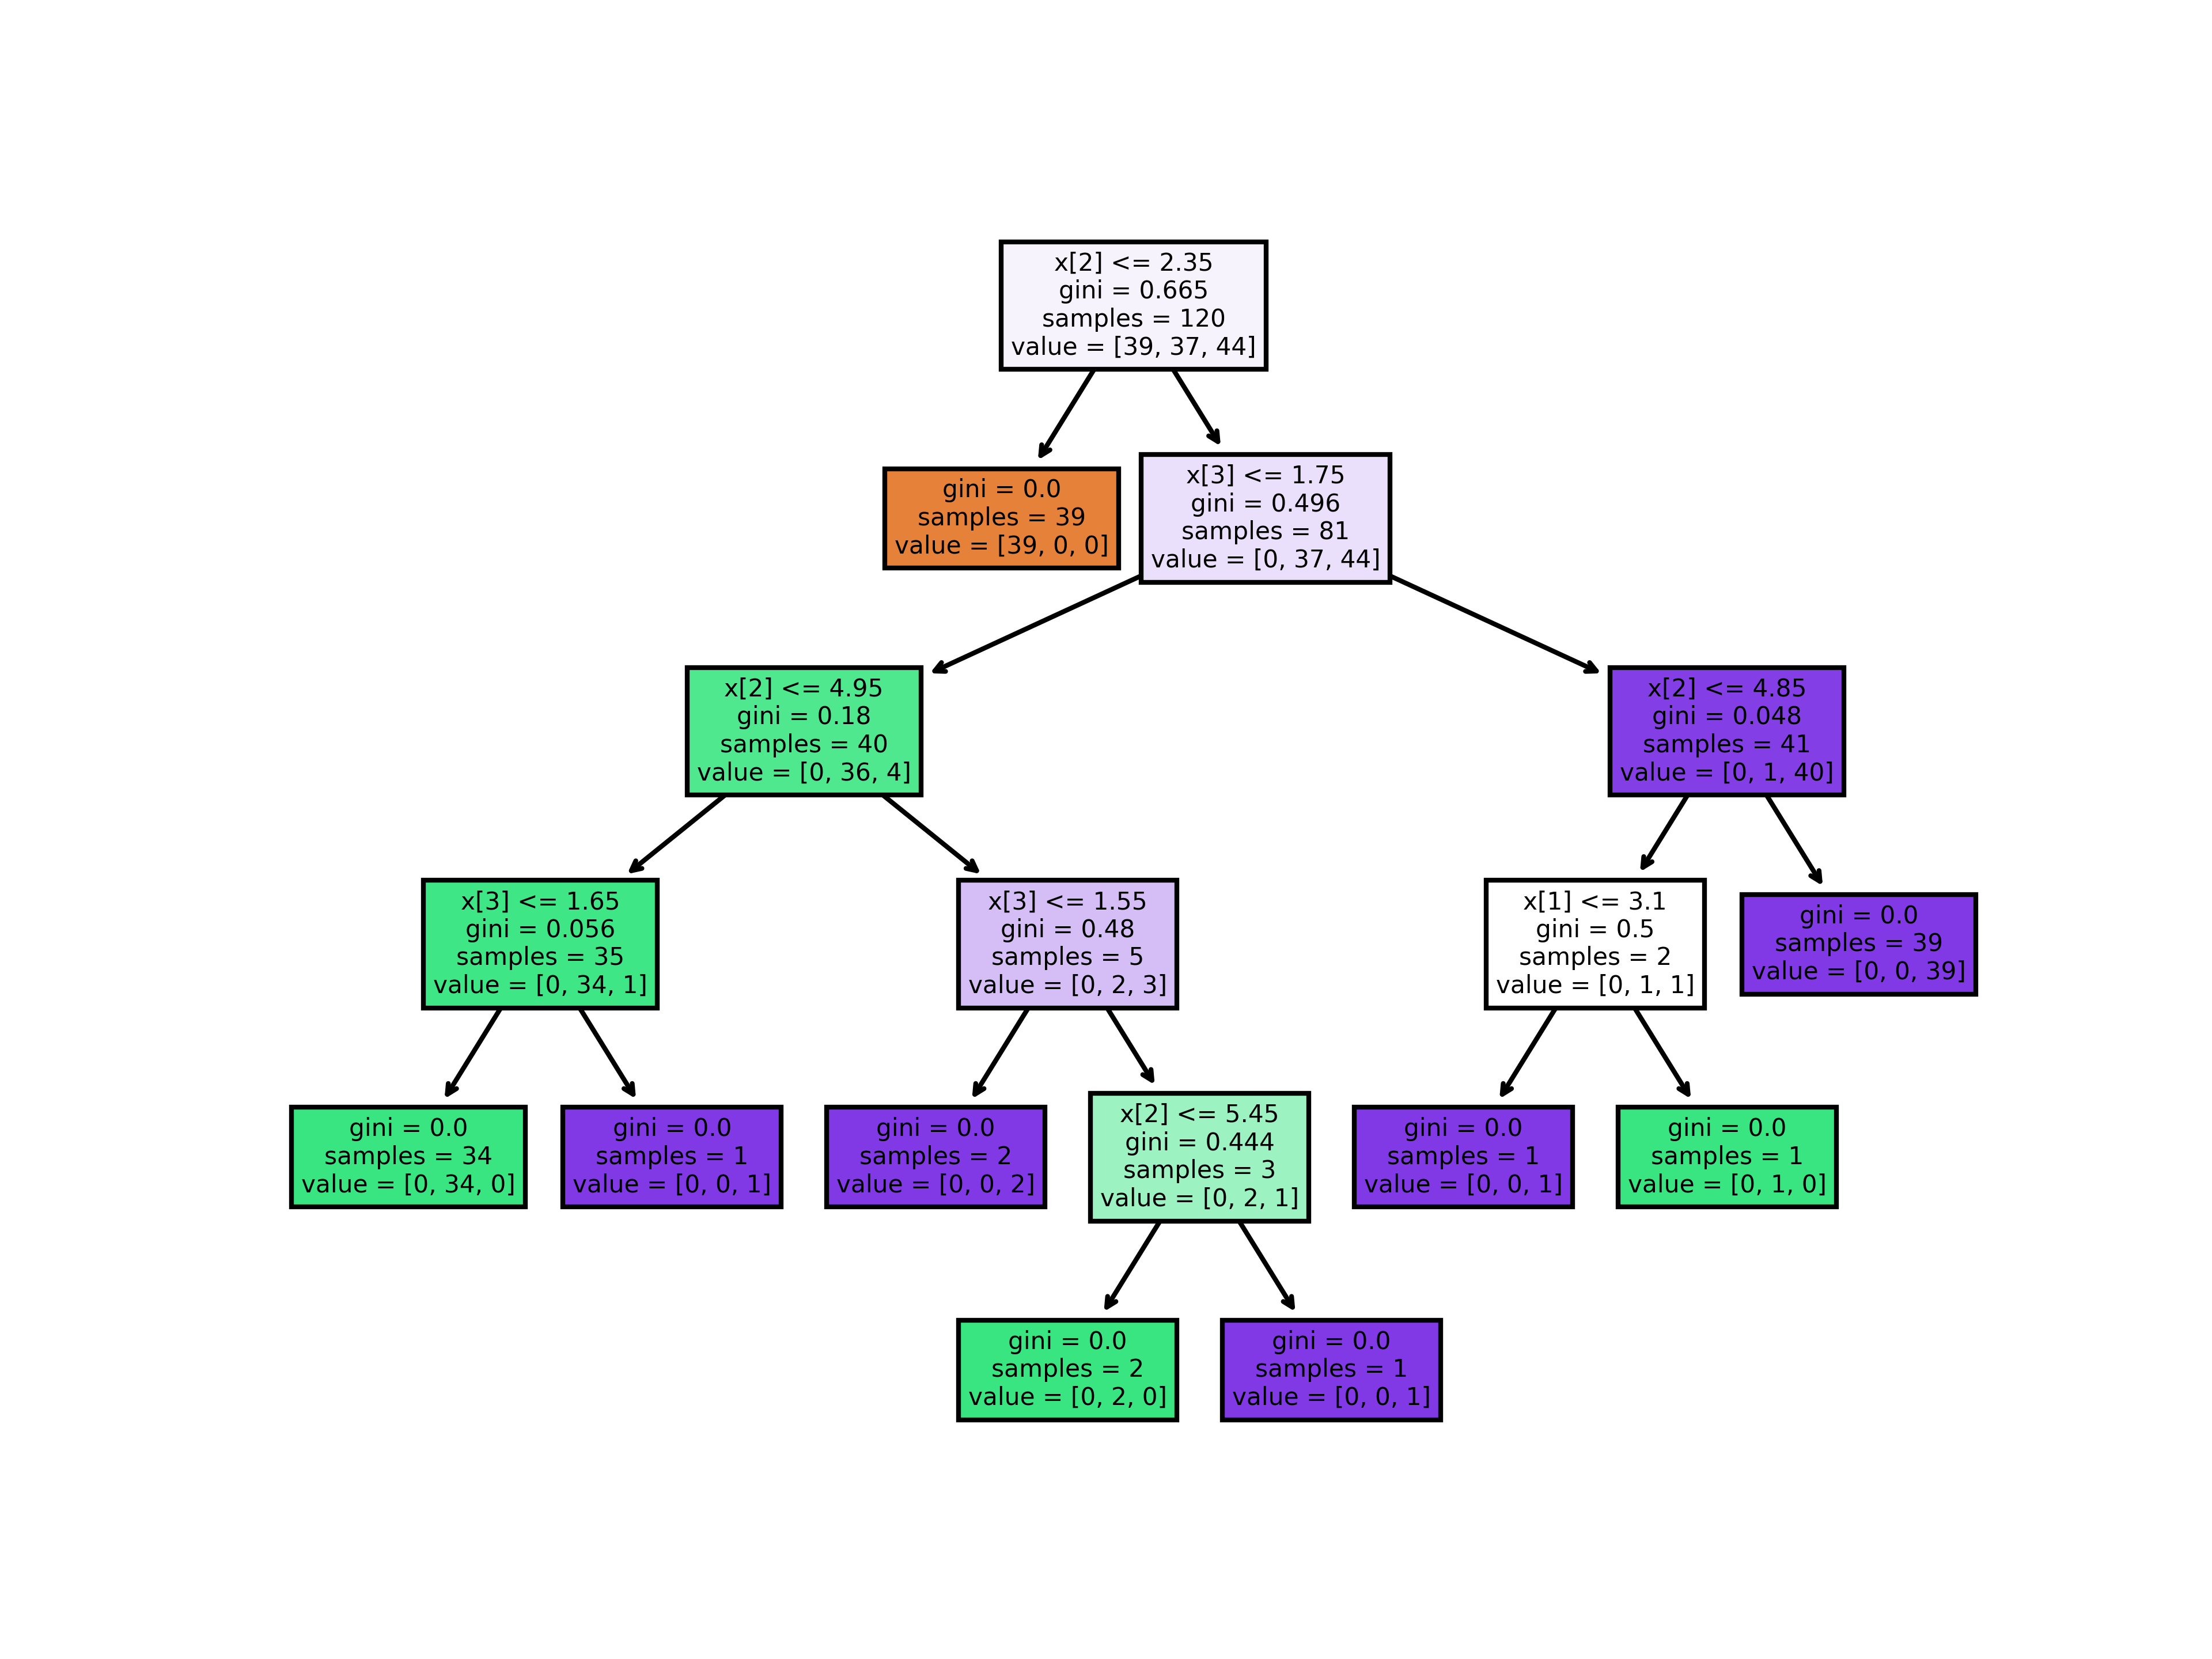 x[2] <= 2.35
gini = 0.665
samples = 120
value = [39, 37, 44]
gini = 0.0
samples = 39
value = [39, 0, 0]
x[3] <= 1.75
gini = 0.496
samples = 81
value = [0, 37, 44]
x[2] <= 4.95
gini = 0.18
samples = 40
value = [0, 36, 4]
x[2] <= 4.85
gini = 0.048
samples = 41
value = [0, 1, 40]
x[3] <= 1.65
gini = 0.056
samples = 35
value = [0, 34, 1]
x[3] <= 1.55
gini = 0.48
samples = 5
value = [0, 2, 3]
x[1] <= 3.1
gini = 0.5
samples = 2
value = [0, 1, 1]
gini = 0.0
samples = 39
value = [0, 0, 39]
gini = 0.0
samples = 34
value = [0, 34, 0]
gini = 0.0
samples = 1
value = [0, 0, 1]
gini = 0.0
samples = 2
value = [0, 0, 2]
x[2] <= 5.45
gini = 0.444
samples = 3
value = [0, 2, 1]
gini = 0.0
samples = 1
value = [0, 0, 1]
gini = 0.0
samples = 1
value = [0, 1, 0]
gini = 0.0
samples = 2
value = [0, 2, 0]
gini = 0.0
samples = 1
value = [0, 0, 1]